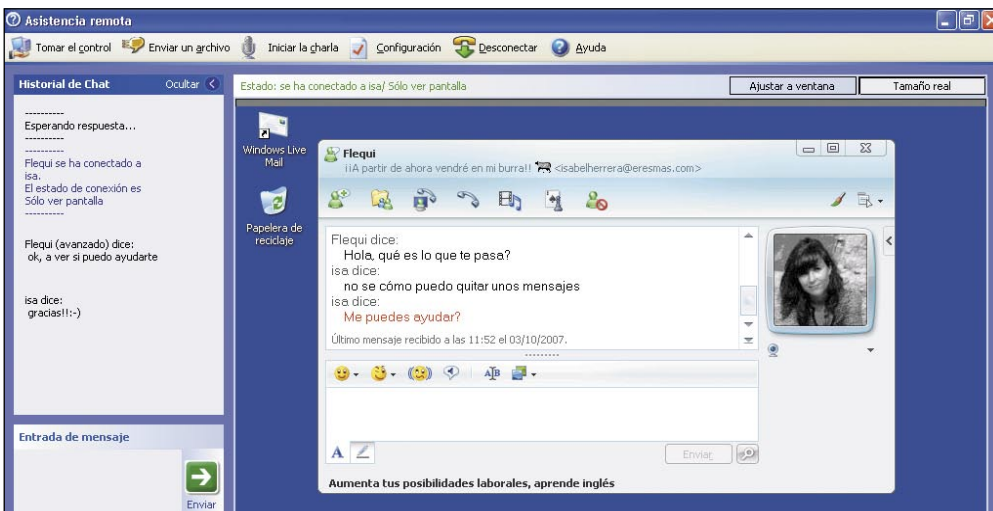 Asistencia remota
Tomar el control Enviar un archivo Iniciar la charla Configuración Desconectar Ayuda
Historial de Chat Ocultar
----------
Esperando respuesta...
----------
----------
Flequi se ha conectado a
isa.
El estado de conexión es
Sólo ver pantalla
----------
Flequi (avanzado) dice:
ok, a ver si puedo ayudarte
isa dice:
gracias!!:-)
Entrada de mensaje
Enviar
Estado: se ha conectado a isa/ Sólo ver pantalla
Ajustar a ventana Tamaño real
Windows Live
Mail
Papelera de
reciclaje
Flequi
¡¡A partir de ahora vendré en mi burra!! <isabelherrera@eresmas.com>
Flequi dice:
Hola, qué es lo que te pasa?
isa dice:
no se cómo puedo quitar unos mensajes
isa dice:
Me puedes ayudar?
Último mensaje recibido a las 11:52 el 03/10/2007.
A
Enviar
Aumenta tus posibilidades laborales, aprende inglés